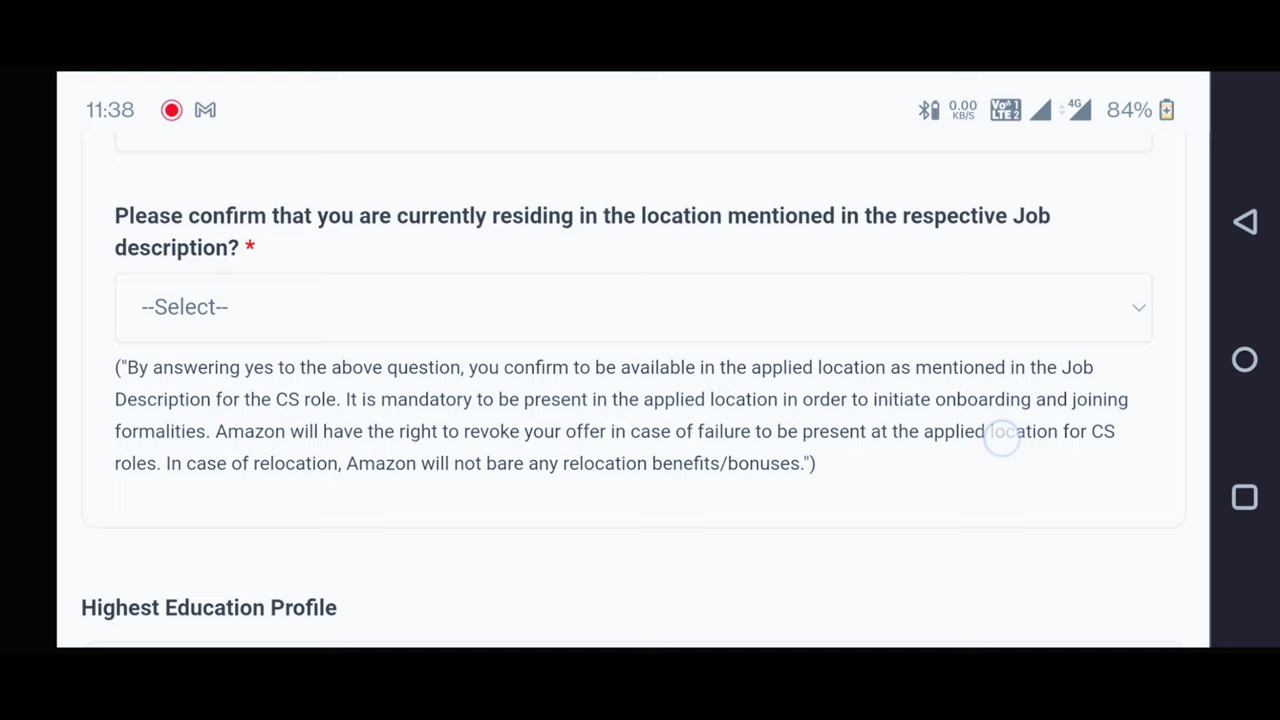 11:38 0.00 KB/S Vo 1 LTE 2 4G 84%
Please confirm that you are currently residing in the location mentioned in the respective Job
description? *
--Select--
("By answering yes to the above question, you confirm to be available in the applied location as mentioned in the Job
Description for the CS role. It is mandatory to be present in the applied location in order to initiate onboarding and joining
formalities. Amazon will have the right to revoke your offer in case of failure to be present at the applied location for CS
roles. In case of relocation, Amazon will not bare any relocation benefits/bonuses.")
Highest Education Profile